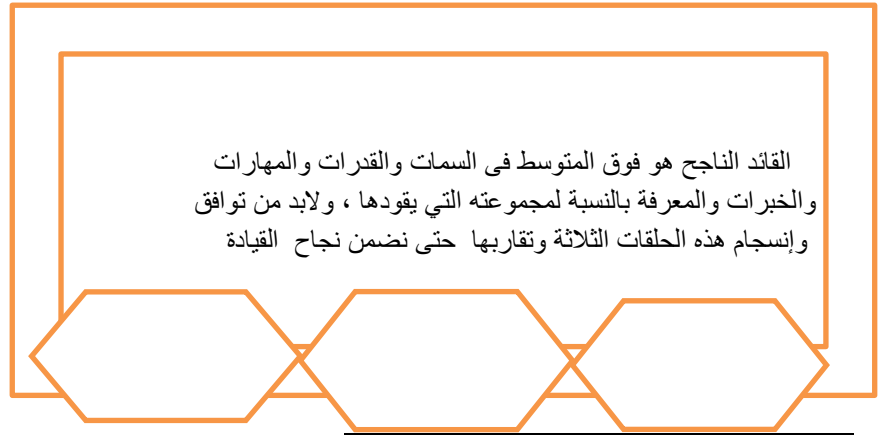 القائد الناجح هو فوق المتوسط فى السمات والقدرات والمهارات
والخبرات والمعرفة بالنسبة لمجموعته التي يقودها ، ولابد من توافق
وإنسجام هذه الحلقات الثلاثة وتقاربها حتى نضمن نجاح القيادة